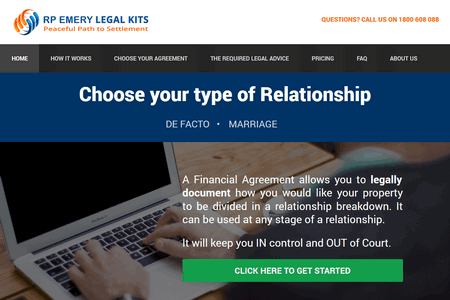 RP EMERY LEGAL KITS
Peaceful Path to Settlement
QUESTIONS? CALL US ON 1800 608 088
HOME HOW IT WORKS CHOOSE YOUR AGREEMENT THE REQUIRED LEGAL ADVICE PRICING FAQ ABOUT US
Choose your type of Relationship
DE FACTO • MARRIAGE
A Financial Agreement allows you to legally
document how you would like your property
to be divided in a relationship breakdown. It
can be used at any stage of a relationship.
It will keep you IN control and OUT of Court.
CLICK HERE TO GET STARTED